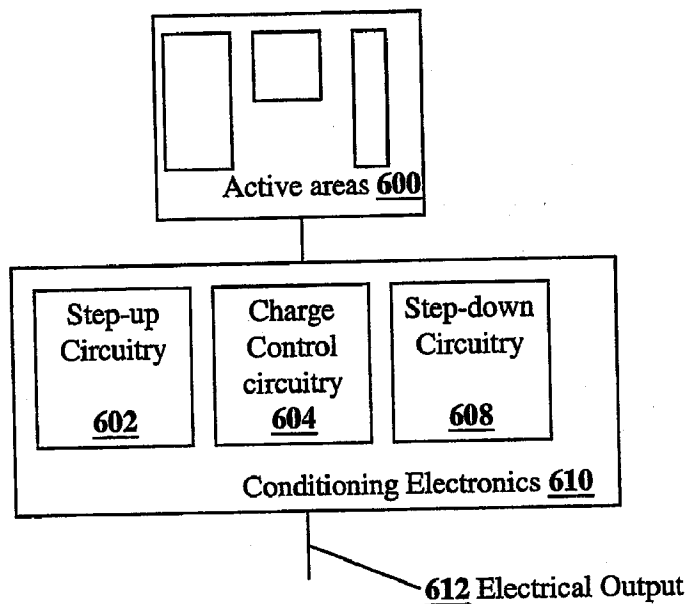 Active areas 600
Step-up
Circuitry
602
Charge
Control
circuitry
604
Step-down
Circuitry
608
Conditioning Electronics 610
612 Electrical Output